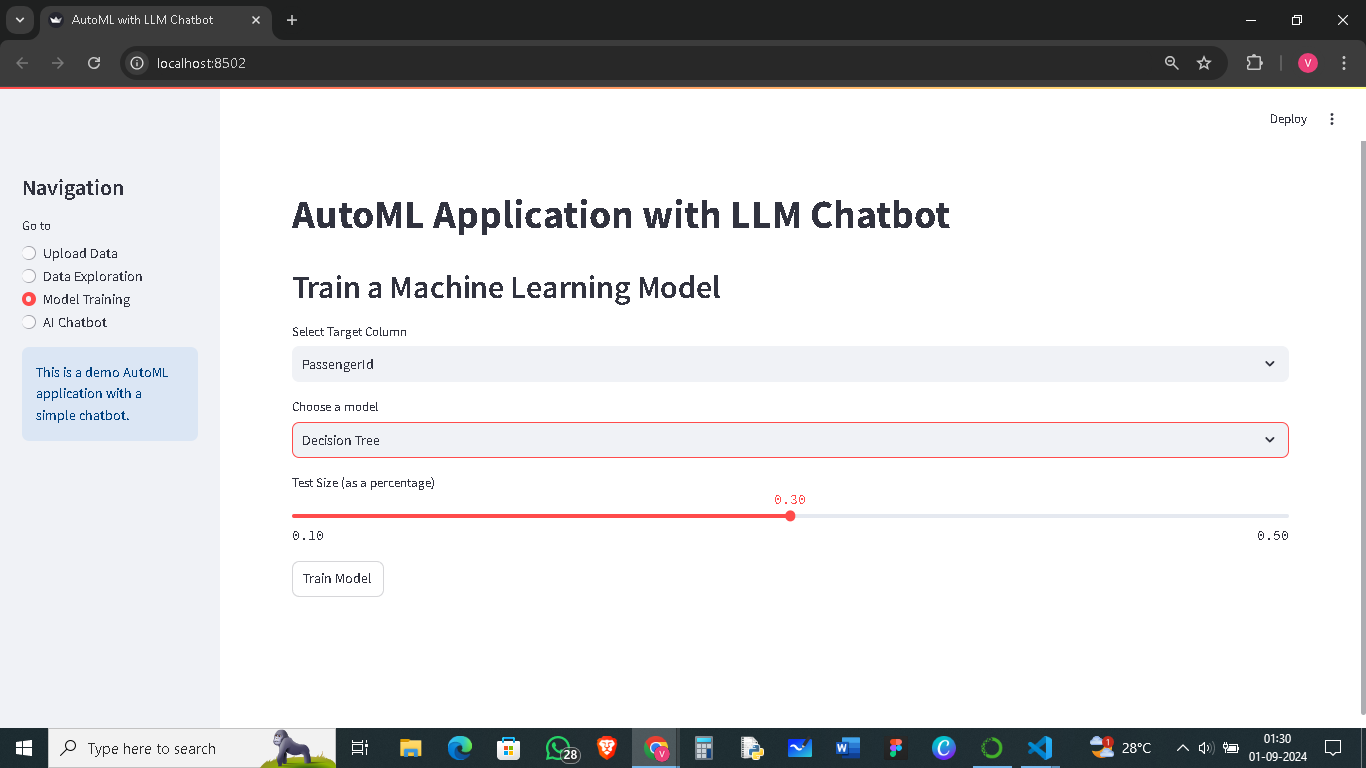 AutoML with LLM Chatbot
localhost:8502
V
Deploy
Navigation
Go to
Upload Data
Data Exploration
Model Training
AI Chatbot
This is a demo AutoML
application with a
simple chatbot.
AutoML Application with LLM Chatbot
Train a Machine Learning Model
Select Target Column
PassengerId
Choose a model
Decision Tree
Test Size (as a percentage)
0.30
0.10 0.50
Train Model
Type here to search
28
V
1
28°C
01:30
01-09-2024